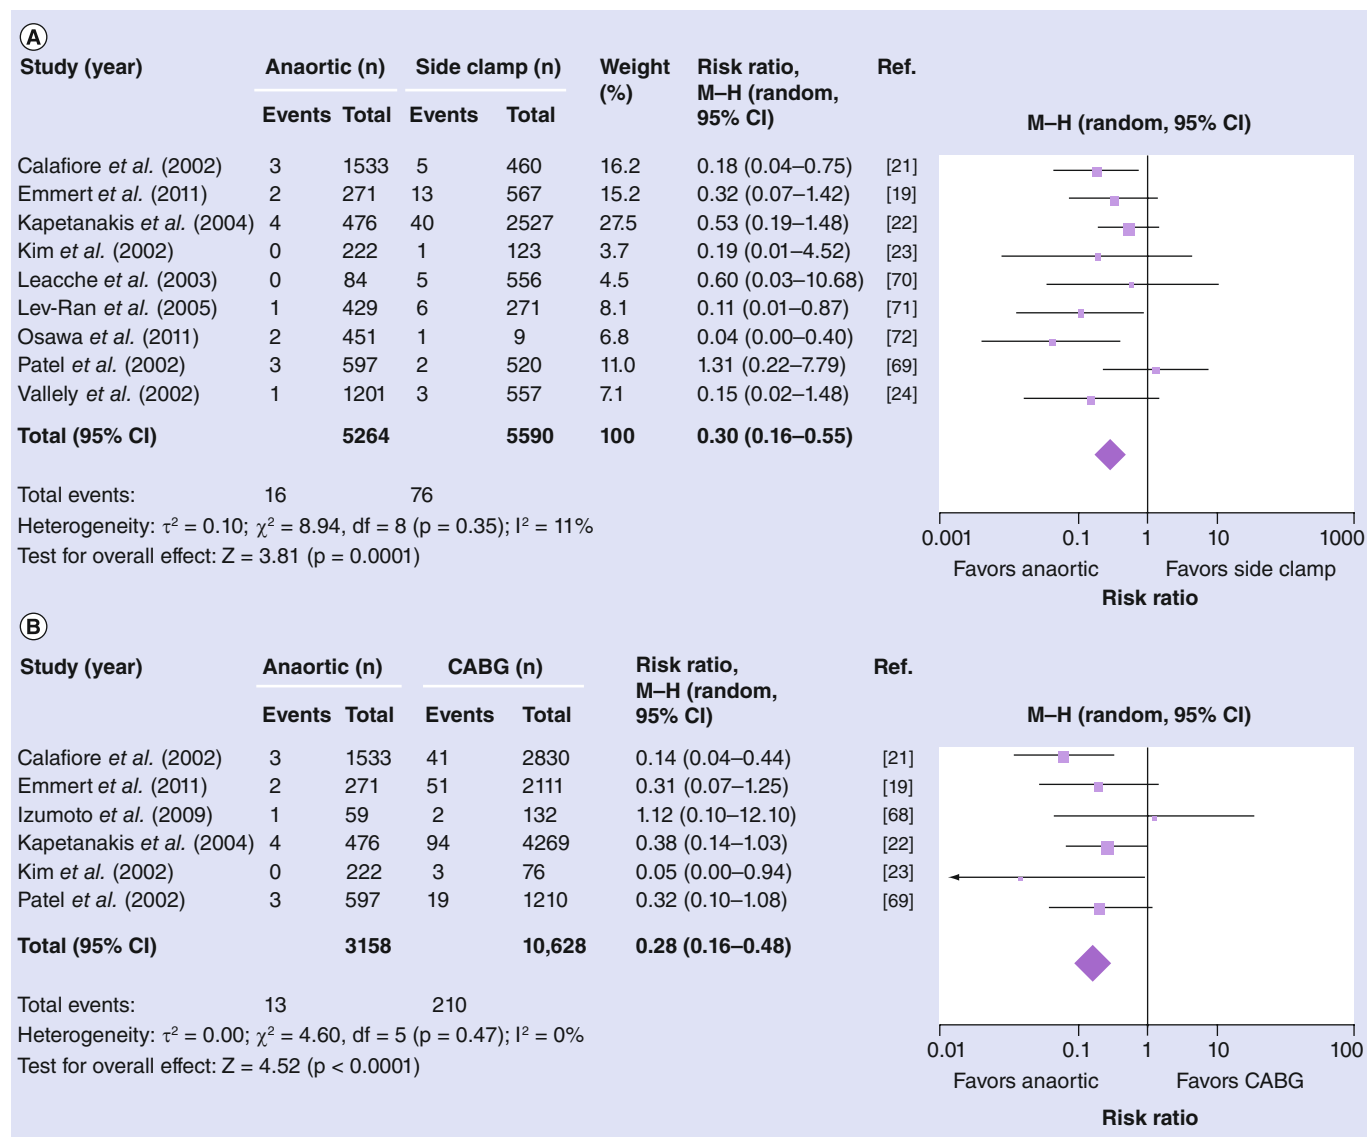 A
Study (year) Anaortic (n) Side clamp (n) Weight (%) Risk ratio, M–H (random, 95% CI) Ref.
Events Total Events Total
M–H (random, 95% CI)
Calafiore et al. (2002) 3 1533 5 460 16.2 0.18 (0.04–0.75) [21]
Emmert et al. (2011) 2 271 13 567 15.2 0.32 (0.07–1.42) [19]
Kapetanakis et al. (2004) 4 476 40 2527 27.5 0.53 (0.19–1.48) [22]
Kim et al. (2002) 0 222 1 123 3.7 0.19 (0.01–4.52) [23]
Leacche et al. (2003) 0 84 5 556 4.5 0.60 (0.03–10.68) [70]
Lev-Ran et al. (2005) 1 429 6 271 8.1 0.11 (0.01–0.87) [71]
Osawa et al. (2011) 2 451 1 9 6.8 0.04 (0.00–0.40) [72]
Patel et al. (2002) 3 597 2 520 11.0 1.31 (0.22–7.79) [69]
Vallely et al. (2002) 1 1201 3 557 7.1 0.15 (0.02–1.48) [24]
Total (95% CI) 5264 5590 100 0.30 (0.16–0.55)
Total events: 16 76
Heterogeneity: τ² = 0.10; χ² = 8.94, df = 8 (p = 0.35); I² = 11%
Test for overall effect: Z = 3.81 (p = 0.0001)
0.001 0.1 1 10 1000
Favors anaortic Favors side clamp
Risk ratio
B
Study (year) Anaortic (n) CABG (n) Risk ratio, M–H (random, 95% CI) Ref.
Events Total Events Total
M–H (random, 95% CI)
Calafiore et al. (2002) 3 1533 41 2830 0.14 (0.04–0.44) [21]
Emmert et al. (2011) 2 271 51 2111 0.31 (0.07–1.25) [19]
Izumoto et al. (2009) 1 59 2 132 1.12 (0.10–12.10) [68]
Kapetanakis et al. (2004) 4 476 94 4269 0.38 (0.14–1.03) [22]
Kim et al. (2002) 0 222 3 76 0.05 (0.00–0.94) [23]
Patel et al. (2002) 3 597 19 1210 0.32 (0.10–1.08) [69]
Total (95% CI) 3158 10,628 0.28 (0.16–0.48)
Total events: 13 210
Heterogeneity: τ² = 0.00; χ² = 4.60, df = 5 (p = 0.47); I² = 0%
Test for overall effect: Z = 4.52 (p < 0.0001)
0.01 0.1 1 10 100
Favors anaortic Favors CABG
Risk ratio